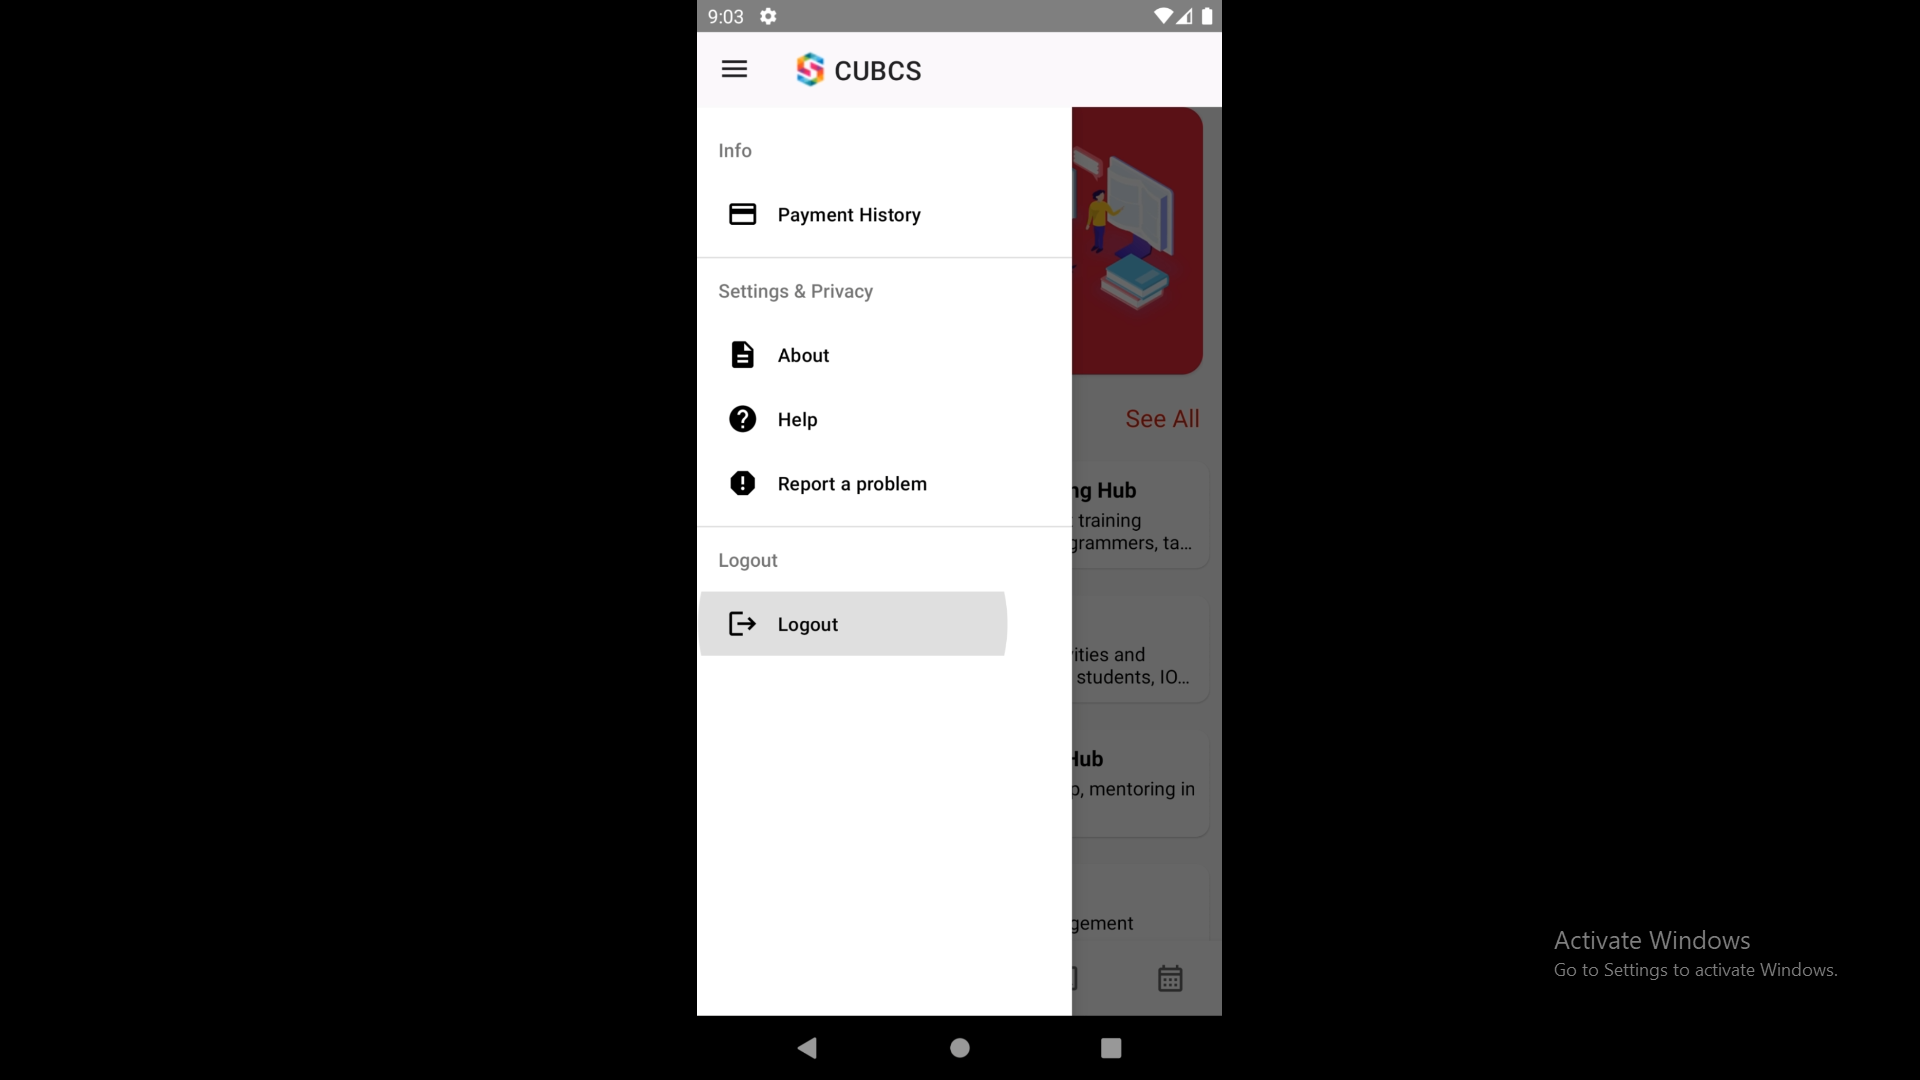 9:03
CUBCS
Info
Payment History
Settings & Privacy
About
Help
Report a problem
Logout
Logout
See All
ng Hub
training
grammers, ta...
ities and
students, IO...
Hub
p, mentoring in
gement
Activate Windows
Go to Settings to activate Windows.